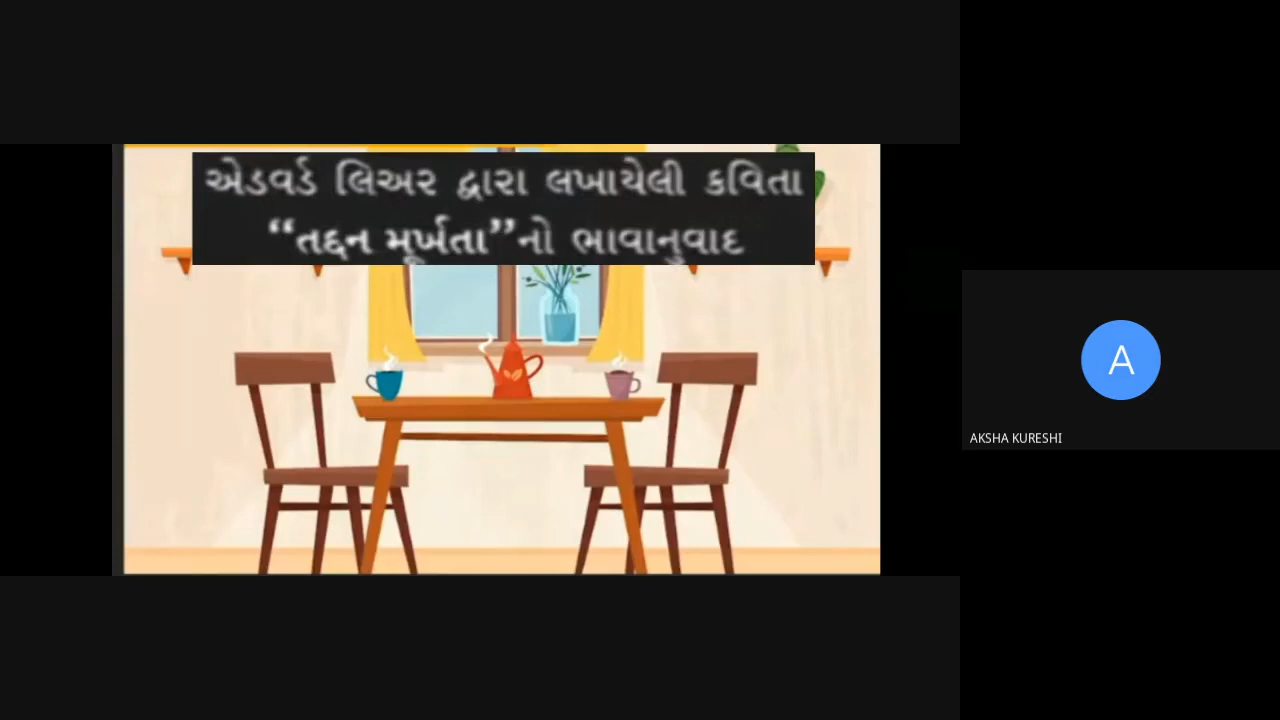 એડવર્ડ લિઅર દ્વારા લખાયેલી કવિતા
“તદ્દન મૂર્ખતા”નો ભાવાનુવાદ
A
AKSHA KURESHI